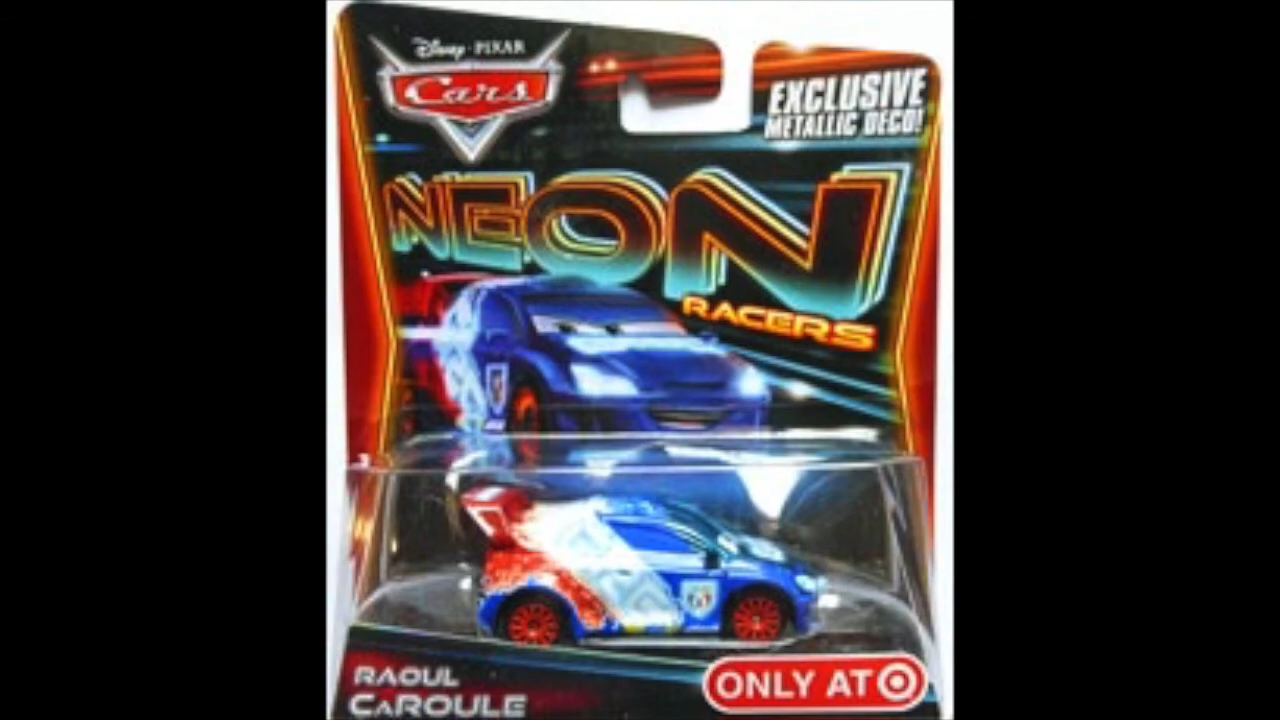 Disney · PIXAR
Cars
EXCLUSIVE
METALLIC DECO!
NEON
RACERS
RAOUL
CAROULE
ONLY AT